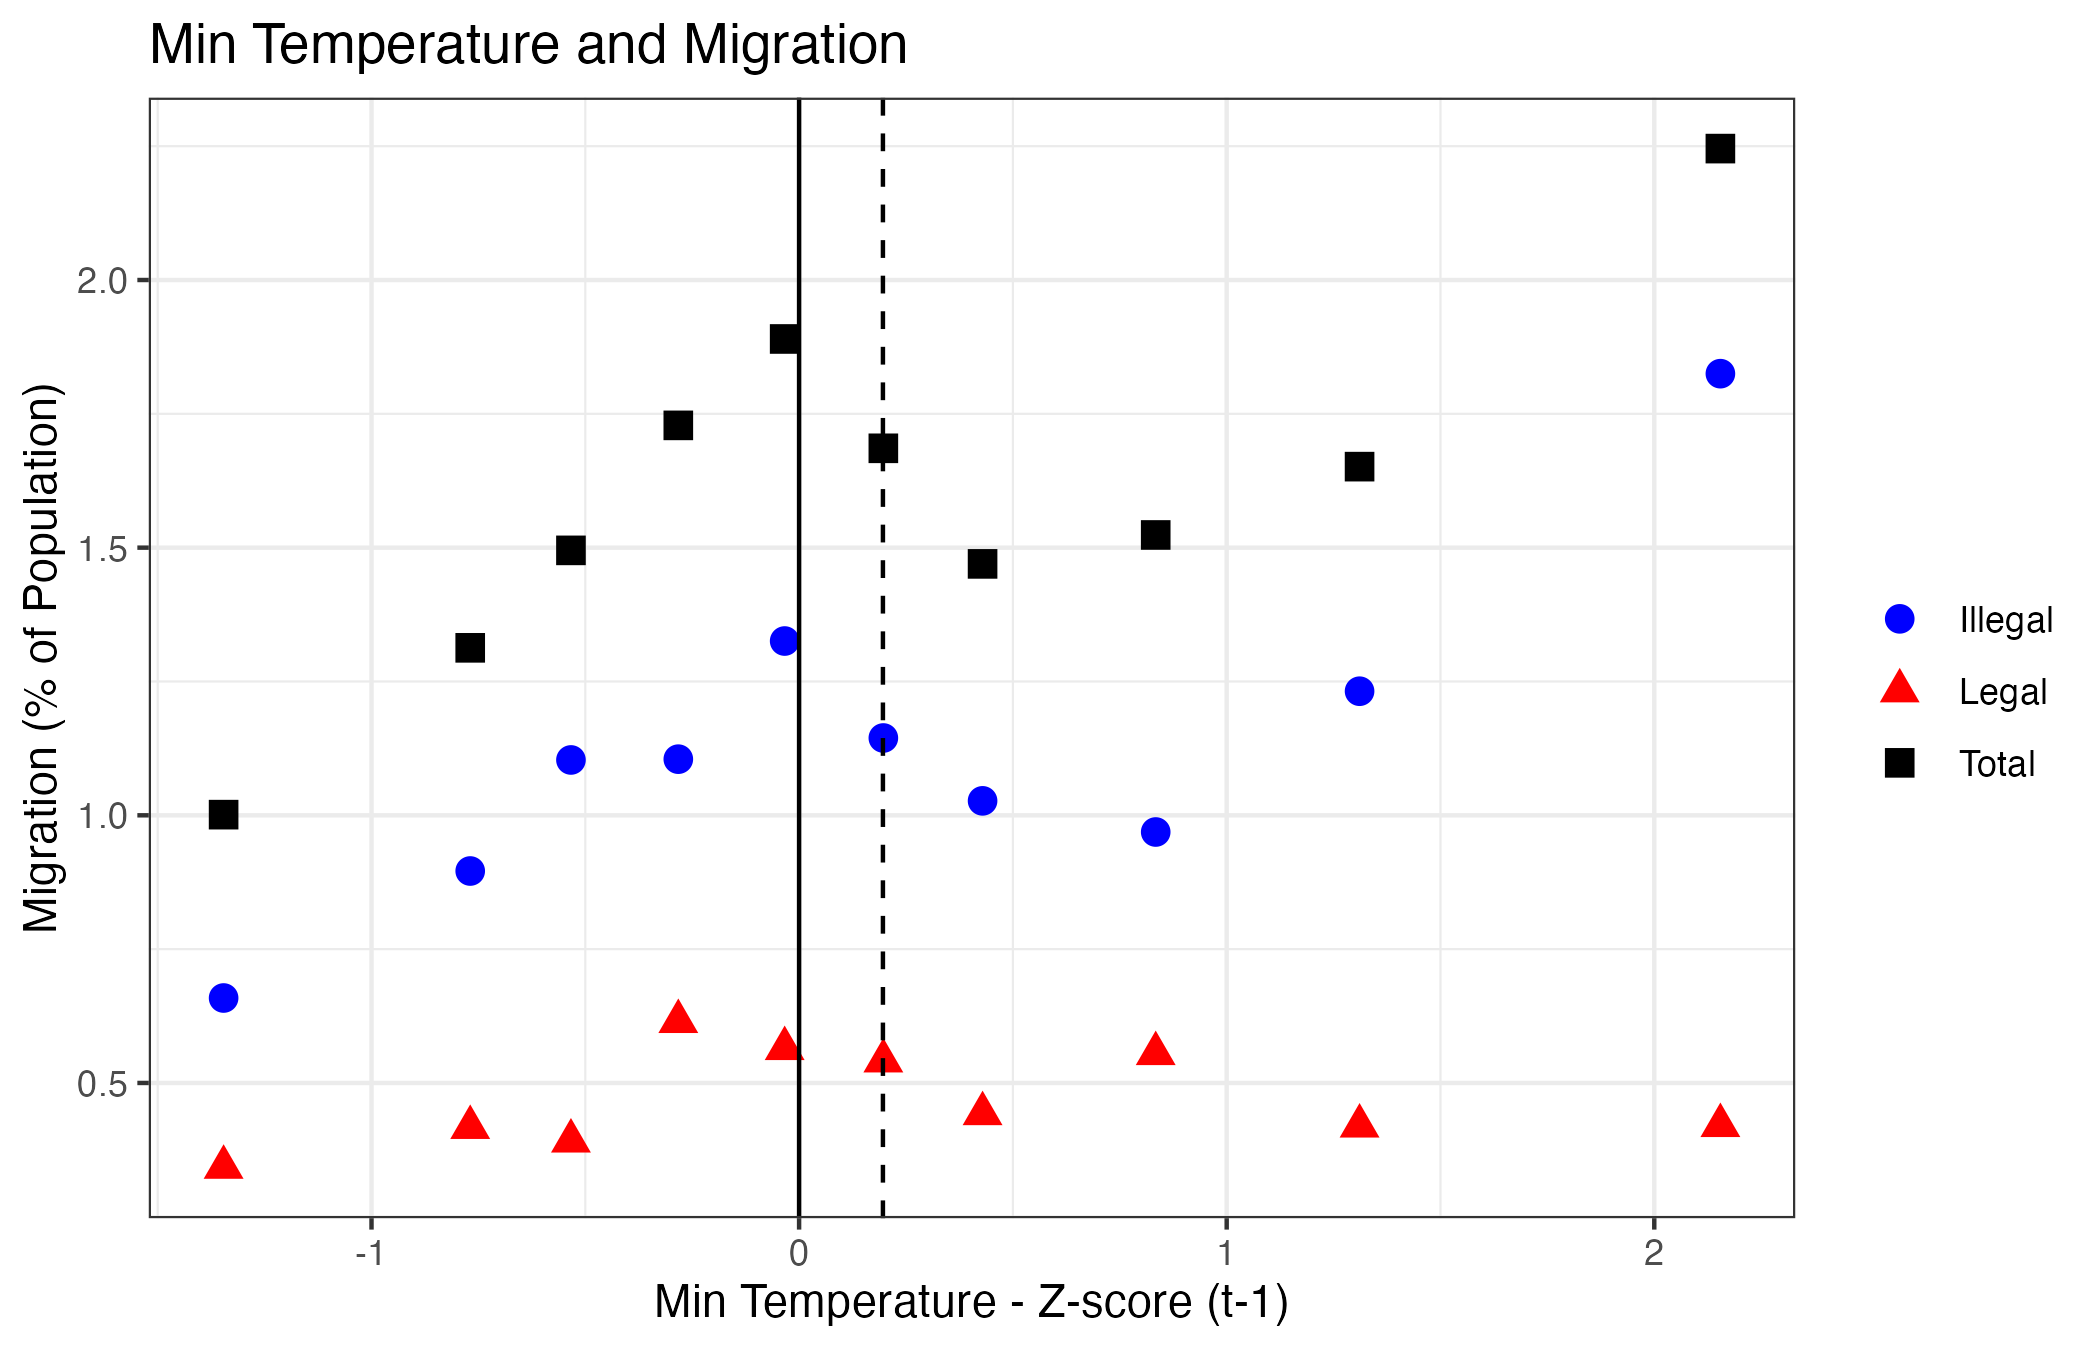 Min Temperature and Migration
Migration (% of Population)
2.0
1.5
1.0
0.5
-1
0
1
2
Min Temperature - Z-score (t-1)
Illegal
Legal
Total